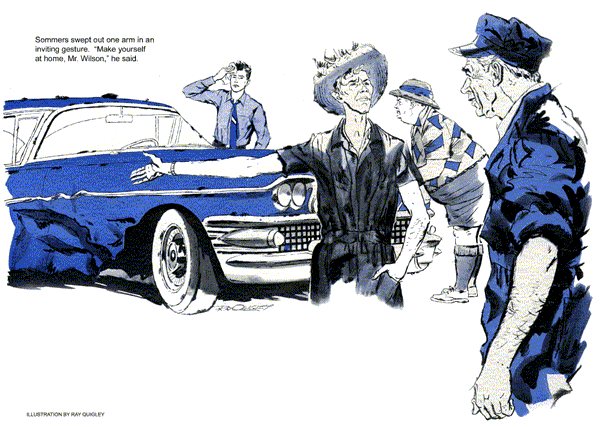 Sommers swept out one arm in an
inviting gesture. "Make yourself
at home, Mr. Wilson," he said.
ILLUSTRATION BY RAY QUIGLEY